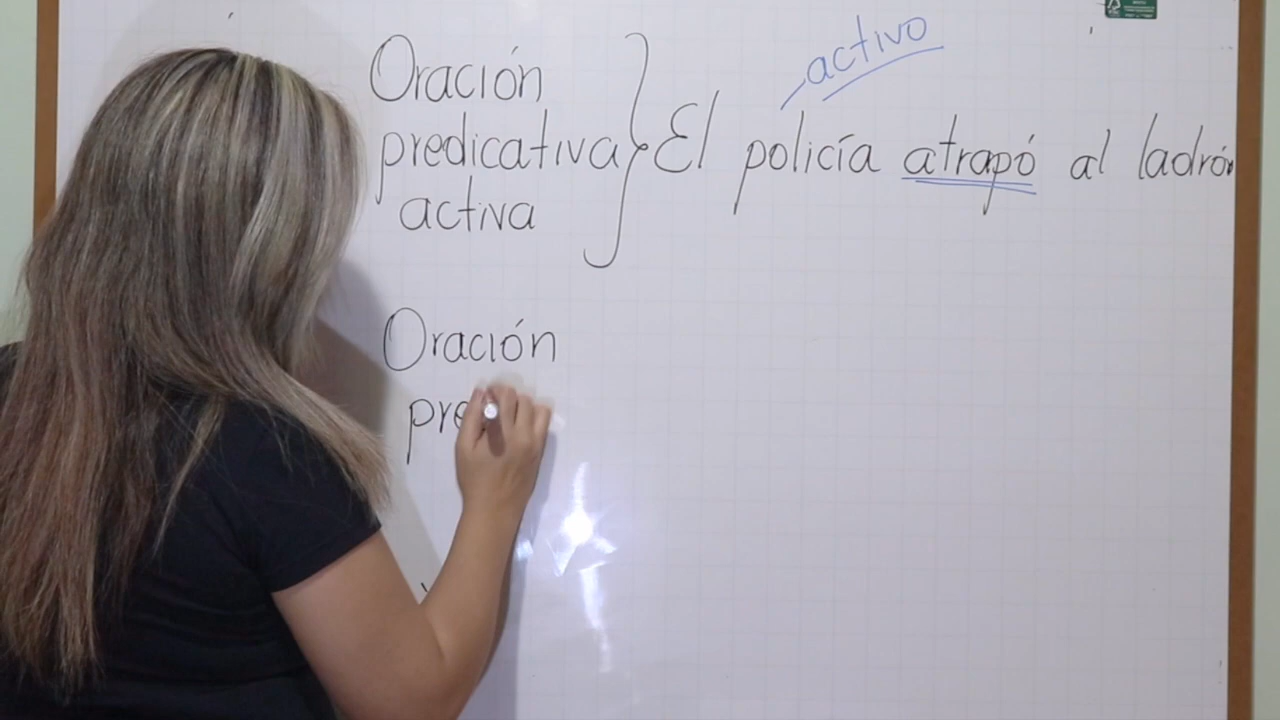 activo
Oración
predicativa
activa
El policía atrapó al ladrón
Oración
pre